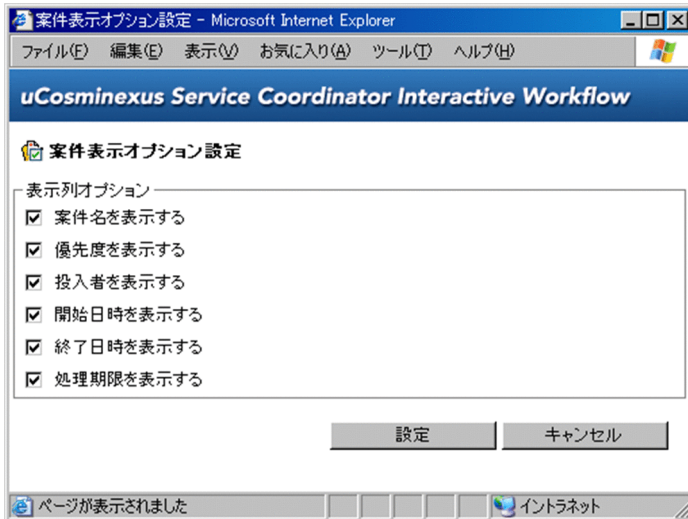 案件表示オプション設定 - Microsoft Internet Explorer
ファイル(F) 編集(E) 表示(V) お気に入り(A) ツール(T) ヘルプ(H)
uCosminexus Service Coordinator Interactive Workflow
案件表示オプション設定
表示列オプション
案件名を表示する
優先度を表示する
投入者を表示する
開始日時を表示する
終了日時を表示する
処理期限を表示する
設定 キャンセル
ページが表示されました イントラネット